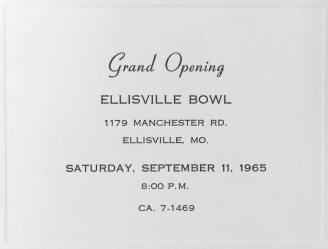 Grand Opening
ELLISVILLE BOWL
1179 MANCHESTER RD.
ELLISVILLE, MO.
SATURDAY, SEPTEMBER 11, 1965
8:00 P.M.
CA. 7-1469